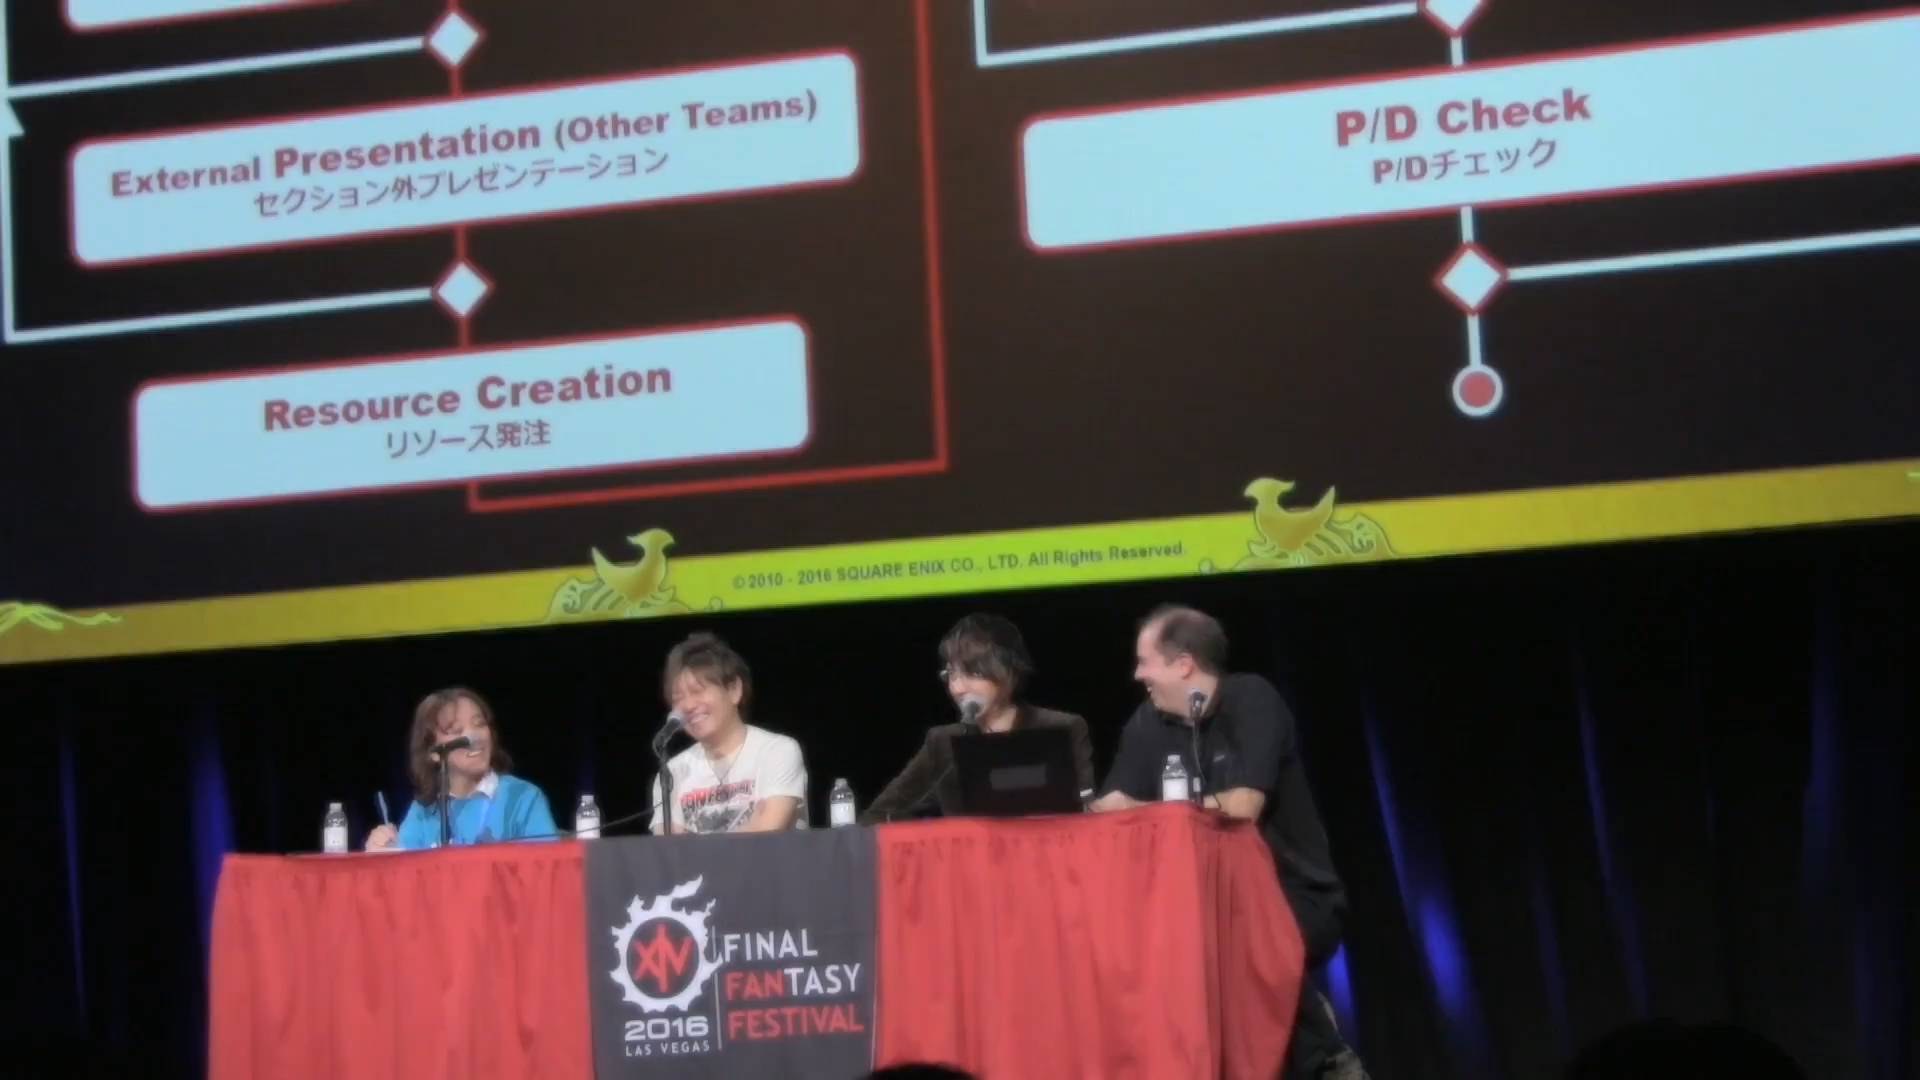 External Presentation (Other Teams)
セクション外プレゼンテーション
Resource Creation
リソース発注
P/D Check
P/Dチェック
© 2010 - 2016 SQUARE ENIX CO., LTD. All Rights Reserved.
XIV
2016
LAS VEGAS
FINAL
FANTASY
FESTIVAL